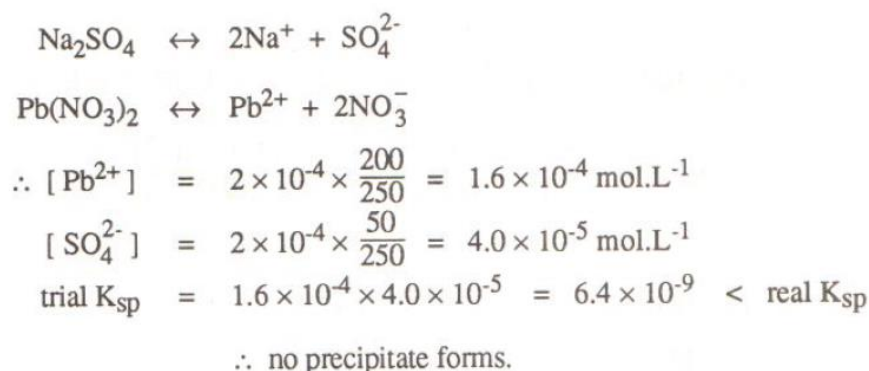 Na₂SO₄ ↔ 2Na⁺ + SO₄²⁻
Pb(NO₃)₂ ↔ Pb²⁺ + 2NO₃⁻
∴ [ Pb²⁺ ] = 2 × 10⁻⁴ × 200/250 = 1.6 × 10⁻⁴ mol.L⁻¹
[ SO₄²⁻ ] = 2 × 10⁻⁴ × 50/250 = 4.0 × 10⁻⁵ mol.L⁻¹
trial Ksp = 1.6 × 10⁻⁴ × 4.0 × 10⁻⁵ = 6.4 × 10⁻⁹ < real Ksp
∴ no precipitate forms.